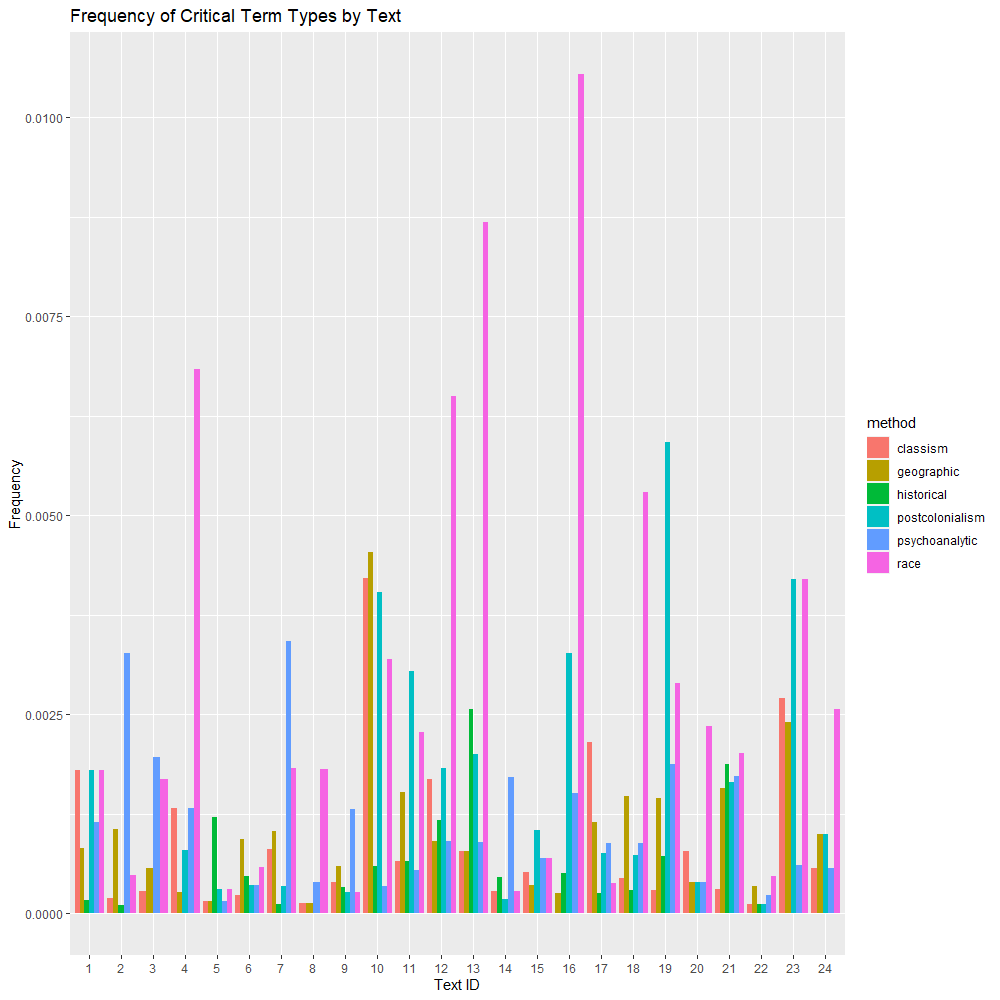 Frequency of Critical Term Types by Text
0.0100
0.0075
0.0050
0.0025
0.0000
Frequency
1 2 3 4 5 6 7 8 9 10 11 12 13 14 15 16 17 18 19 20 21 22 23 24
Text ID
method
classism
geographic
historical
postcolonialism
psychoanalytic
race